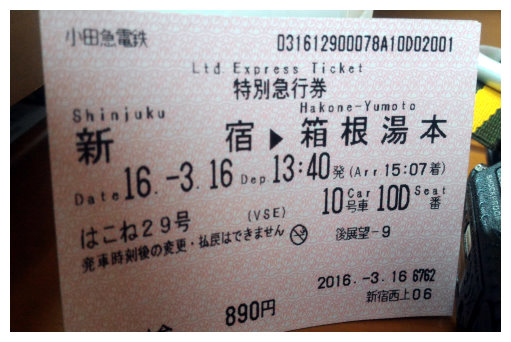 小田急電鉄 031612900078A10D02001
Ltd Express Ticket
特別急行券
Shinjuku Hakone-Yumoto
新宿▶箱根湯本
Date 16.-3.16 Dep 13:40発(Arr 15:07着)
はこね29号 (VSE) 10 Car 号車 10D Seat 番
発車時刻後の変更・払戻はできません 後展望-9
2016.-3.16 6762
890円 新宿西上06